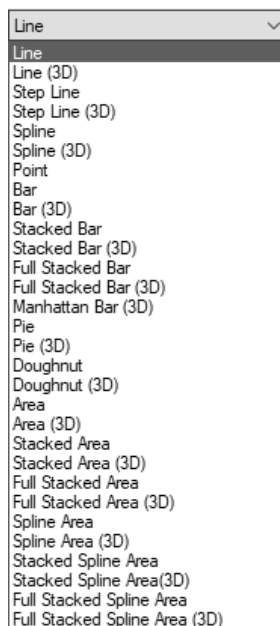 Line
Line
Line (3D)
Step Line
Step Line (3D)
Spline
Spline (3D)
Point
Bar
Bar (3D)
Stacked Bar
Stacked Bar (3D)
Full Stacked Bar
Full Stacked Bar (3D)
Manhattan Bar (3D)
Pie
Pie (3D)
Doughnut
Doughnut (3D)
Area
Area (3D)
Stacked Area
Stacked Area (3D)
Full Stacked Area
Full Stacked Area (3D)
Spline Area
Spline Area (3D)
Stacked Spline Area
Stacked Spline Area(3D)
Full Stacked Spline Area
Full Stacked Spline Area (3D)